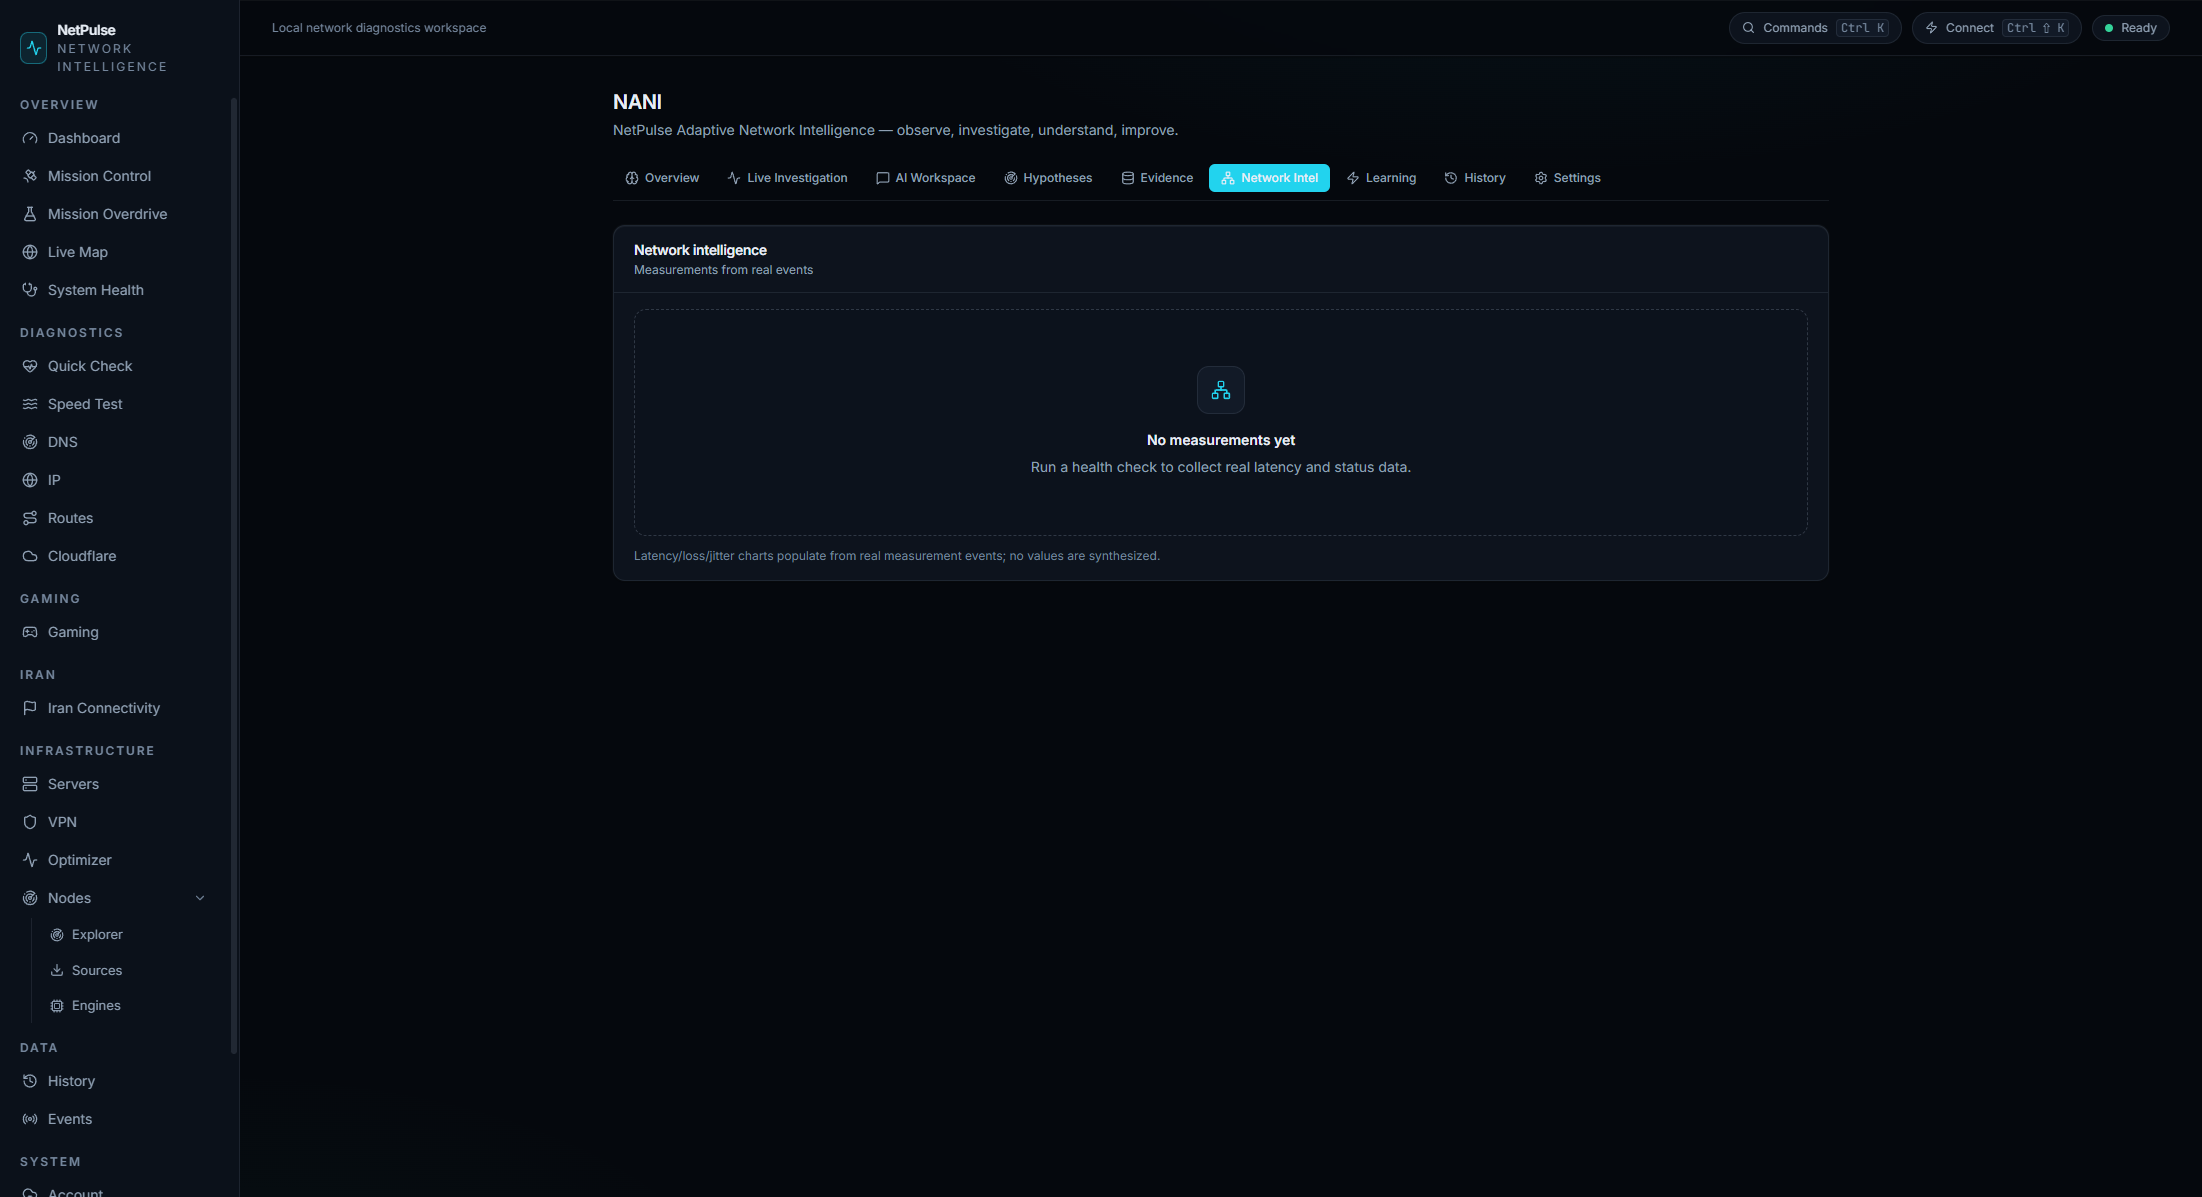 NetPulse
NETWORK
INTELLIGENCE
OVERVIEW
Dashboard
Mission Control
Mission Overdrive
Live Map
System Health
DIAGNOSTICS
Quick Check
Speed Test
DNS
IP
Routes
Cloudflare
GAMING
Gaming
IRAN
Iran Connectivity
INFRASTRUCTURE
Servers
VPN
Optimizer
Nodes
Explorer
Sources
Engines
DATA
History
Events
SYSTEM
Account
Local network diagnostics workspace
Commands Ctrl K
Connect Ctrl ⇧ K
Ready
NANI
NetPulse Adaptive Network Intelligence — observe, investigate, understand, improve.
Overview Live Investigation AI Workspace Hypotheses Evidence Network Intel Learning History Settings
Network intelligence
Measurements from real events
No measurements yet
Run a health check to collect real latency and status data.
Latency/loss/jitter charts populate from real measurement events; no values are synthesized.